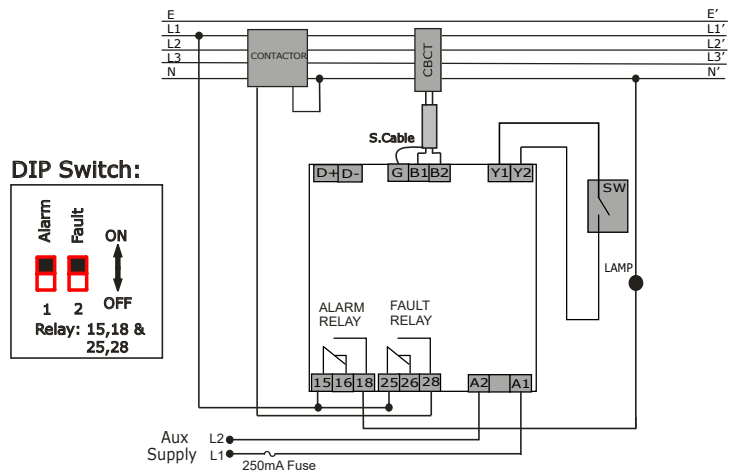 E E′
L1 L1′
L2 L2′
L3 L3′
N N′
CONTACTOR
CBCT
S.Cable
DIP Switch:
D+ D- G B1 B2 Y1 Y2
SW
Alarm Fault ON
LAMP
1 2 OFF
Relay: 15,18 &
25,28
ALARM
RELAY
FAULT
RELAY
15 16 18 25 26 28 A2 A1
Aux
Supply
L2
L1
250mA Fuse